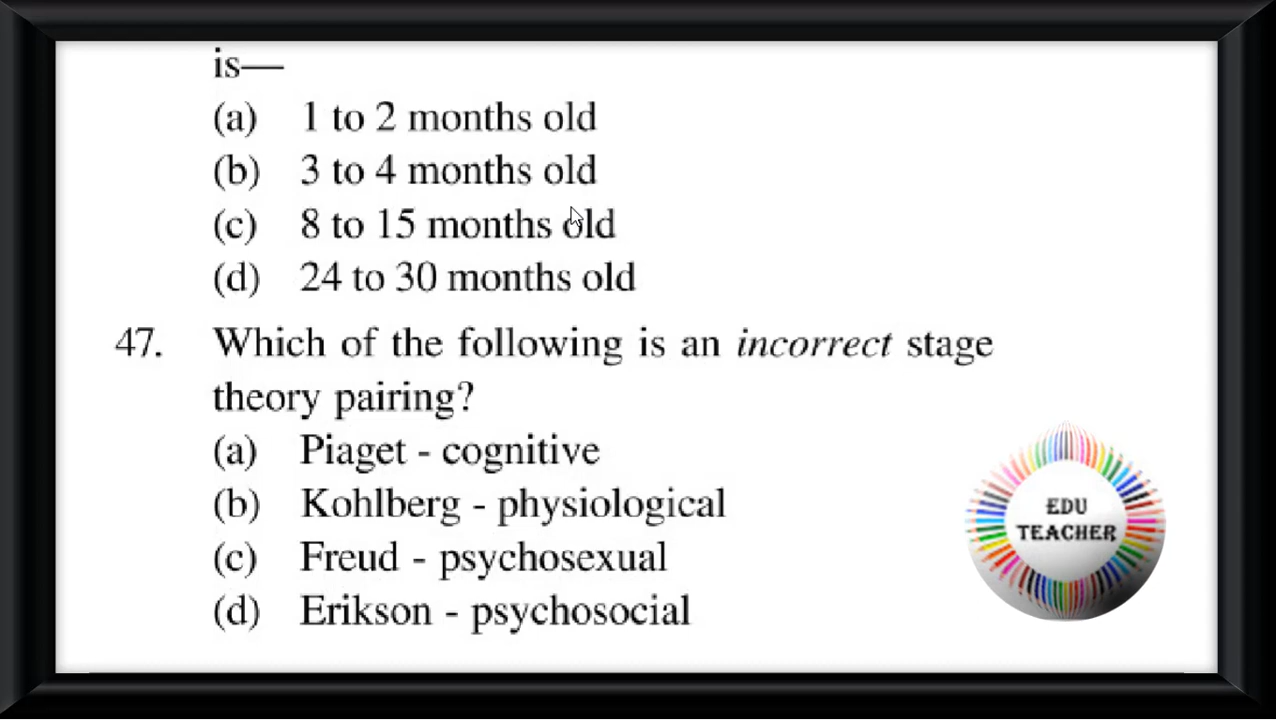 is—
(a) 1 to 2 months old
(b) 3 to 4 months old
(c) 8 to 15 months old
(d) 24 to 30 months old
47. Which of the following is an incorrect stage
theory pairing?
(a) Piaget - cognitive
(b) Kohlberg - physiological
(c) Freud - psychosexual
(d) Erikson - psychosocial
EDU
TEACHER